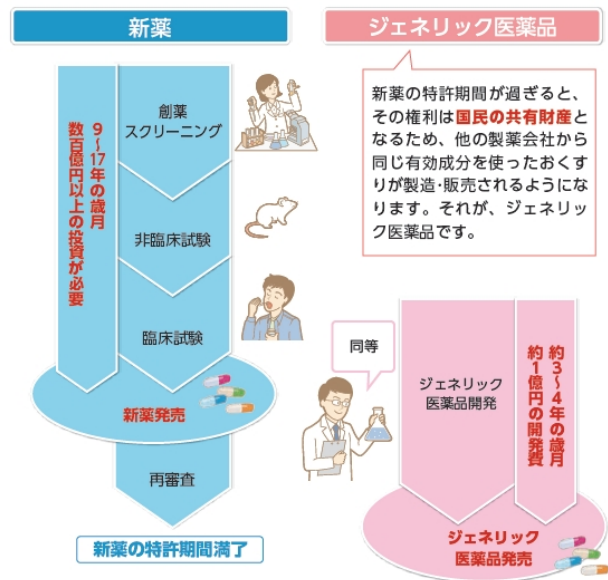 新薬
創薬
スクリーニング
9～17年の歳月
数百億円以上の投資が必要
非臨床試験
臨床試験
新薬発売
再審査
新薬の特許期間満了
ジェネリック医薬品
新薬の特許期間が過ぎると、
その権利は国民の共有財産と
なるため、他の製薬会社から
同じ有効成分を使ったおくす
りが製造・販売されるようにな
ります。それが、ジェネリッ
ク医薬品です。
同等
ジェネリック
医薬品開発
約3～4年の歳月
約1億円の開発費
ジェネリック
医薬品発売